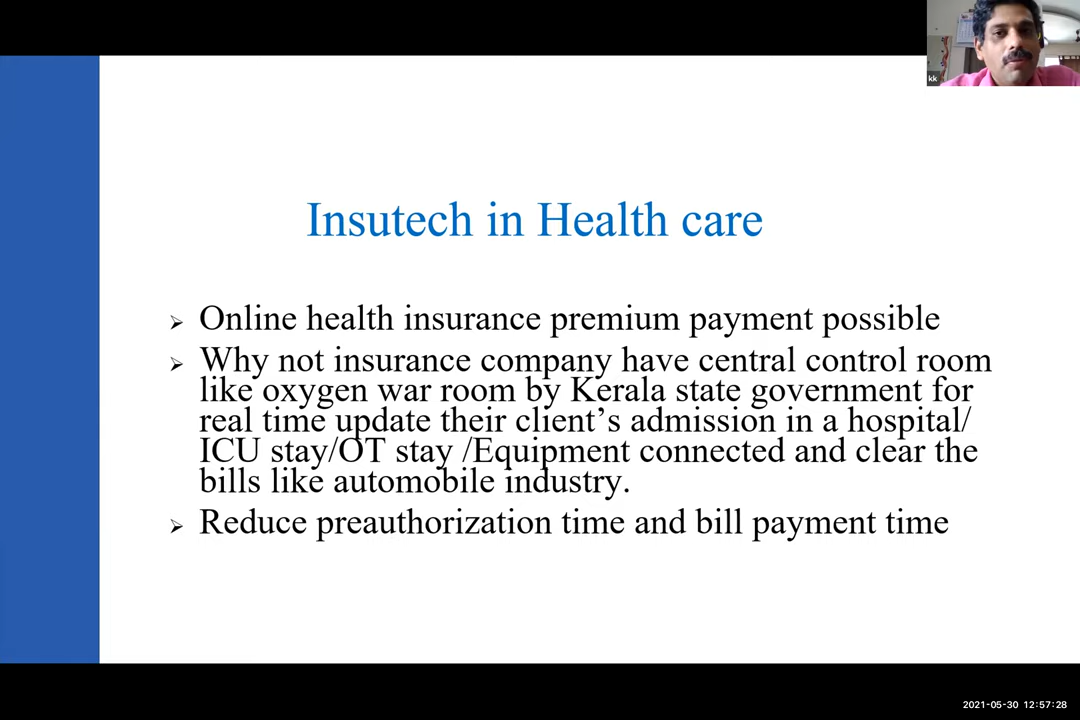 kk
Insutech in Health care
Online health insurance premium payment possible
Why not insurance company have central control room
like oxygen war room by Kerala state government for
real time update their client’s admission in a hospital/
ICU stay/OT stay /Equipment connected and clear the
bills like automobile industry.
Reduce preauthorization time and bill payment time
2021-05-30 12:57:28